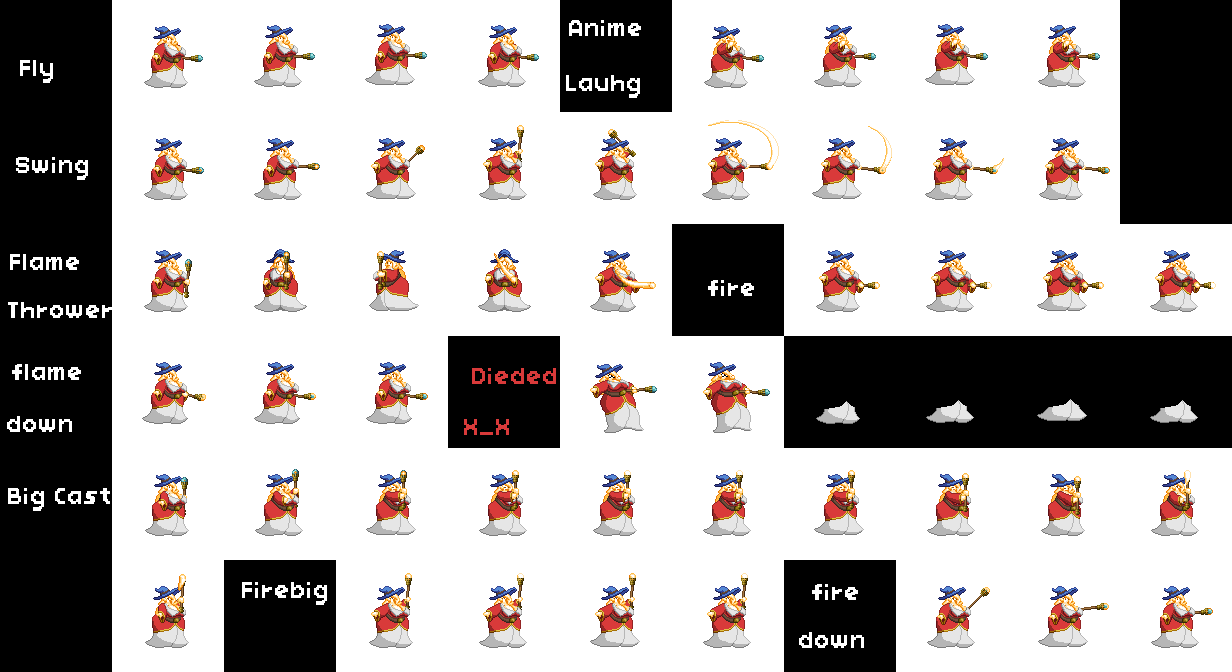 Fly
Anime
Lauhg
Swing
Flame
Thrower
fire
flame
down
Dieded
X_X
Big Cast
Firebig
fire
down